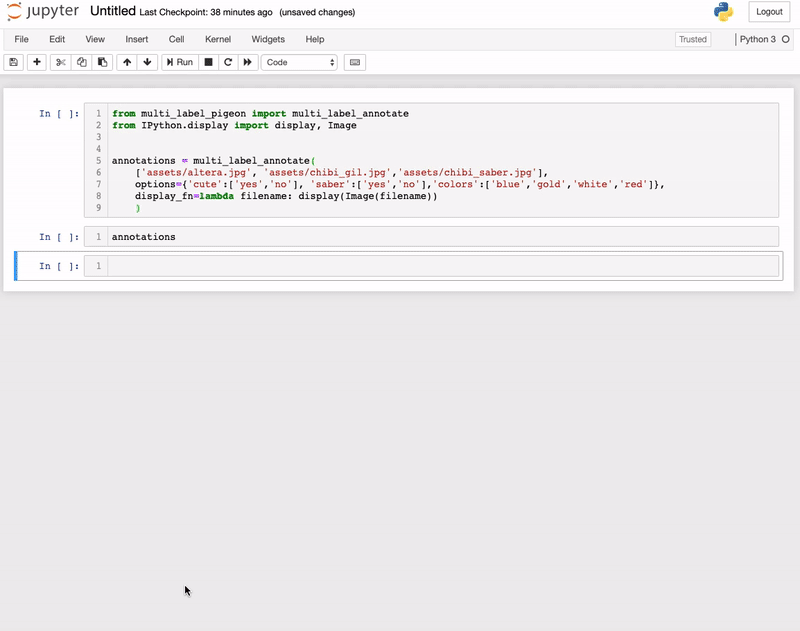 jupyter Untitled Last Checkpoint: 38 minutes ago (unsaved changes) Logout
File Edit View Insert Cell Kernel Widgets Help Trusted Python 3
Run Code
In [ ]: 1 from multi_label_pigeon import multi_label_annotate
2 from IPython.display import display, Image
3
4
5 annotations = multi_label_annotate(
6 ['assets/altera.jpg', 'assets/chibi_gil.jpg','assets/chibi_saber.jpg'],
7 options={'cute':['yes','no'], 'saber':['yes','no'],'colors':['blue','gold','white','red']},
8 display_fn=lambda filename: display(Image(filename))
9 )
In [ ]: 1 annotations
In [ ]: 1